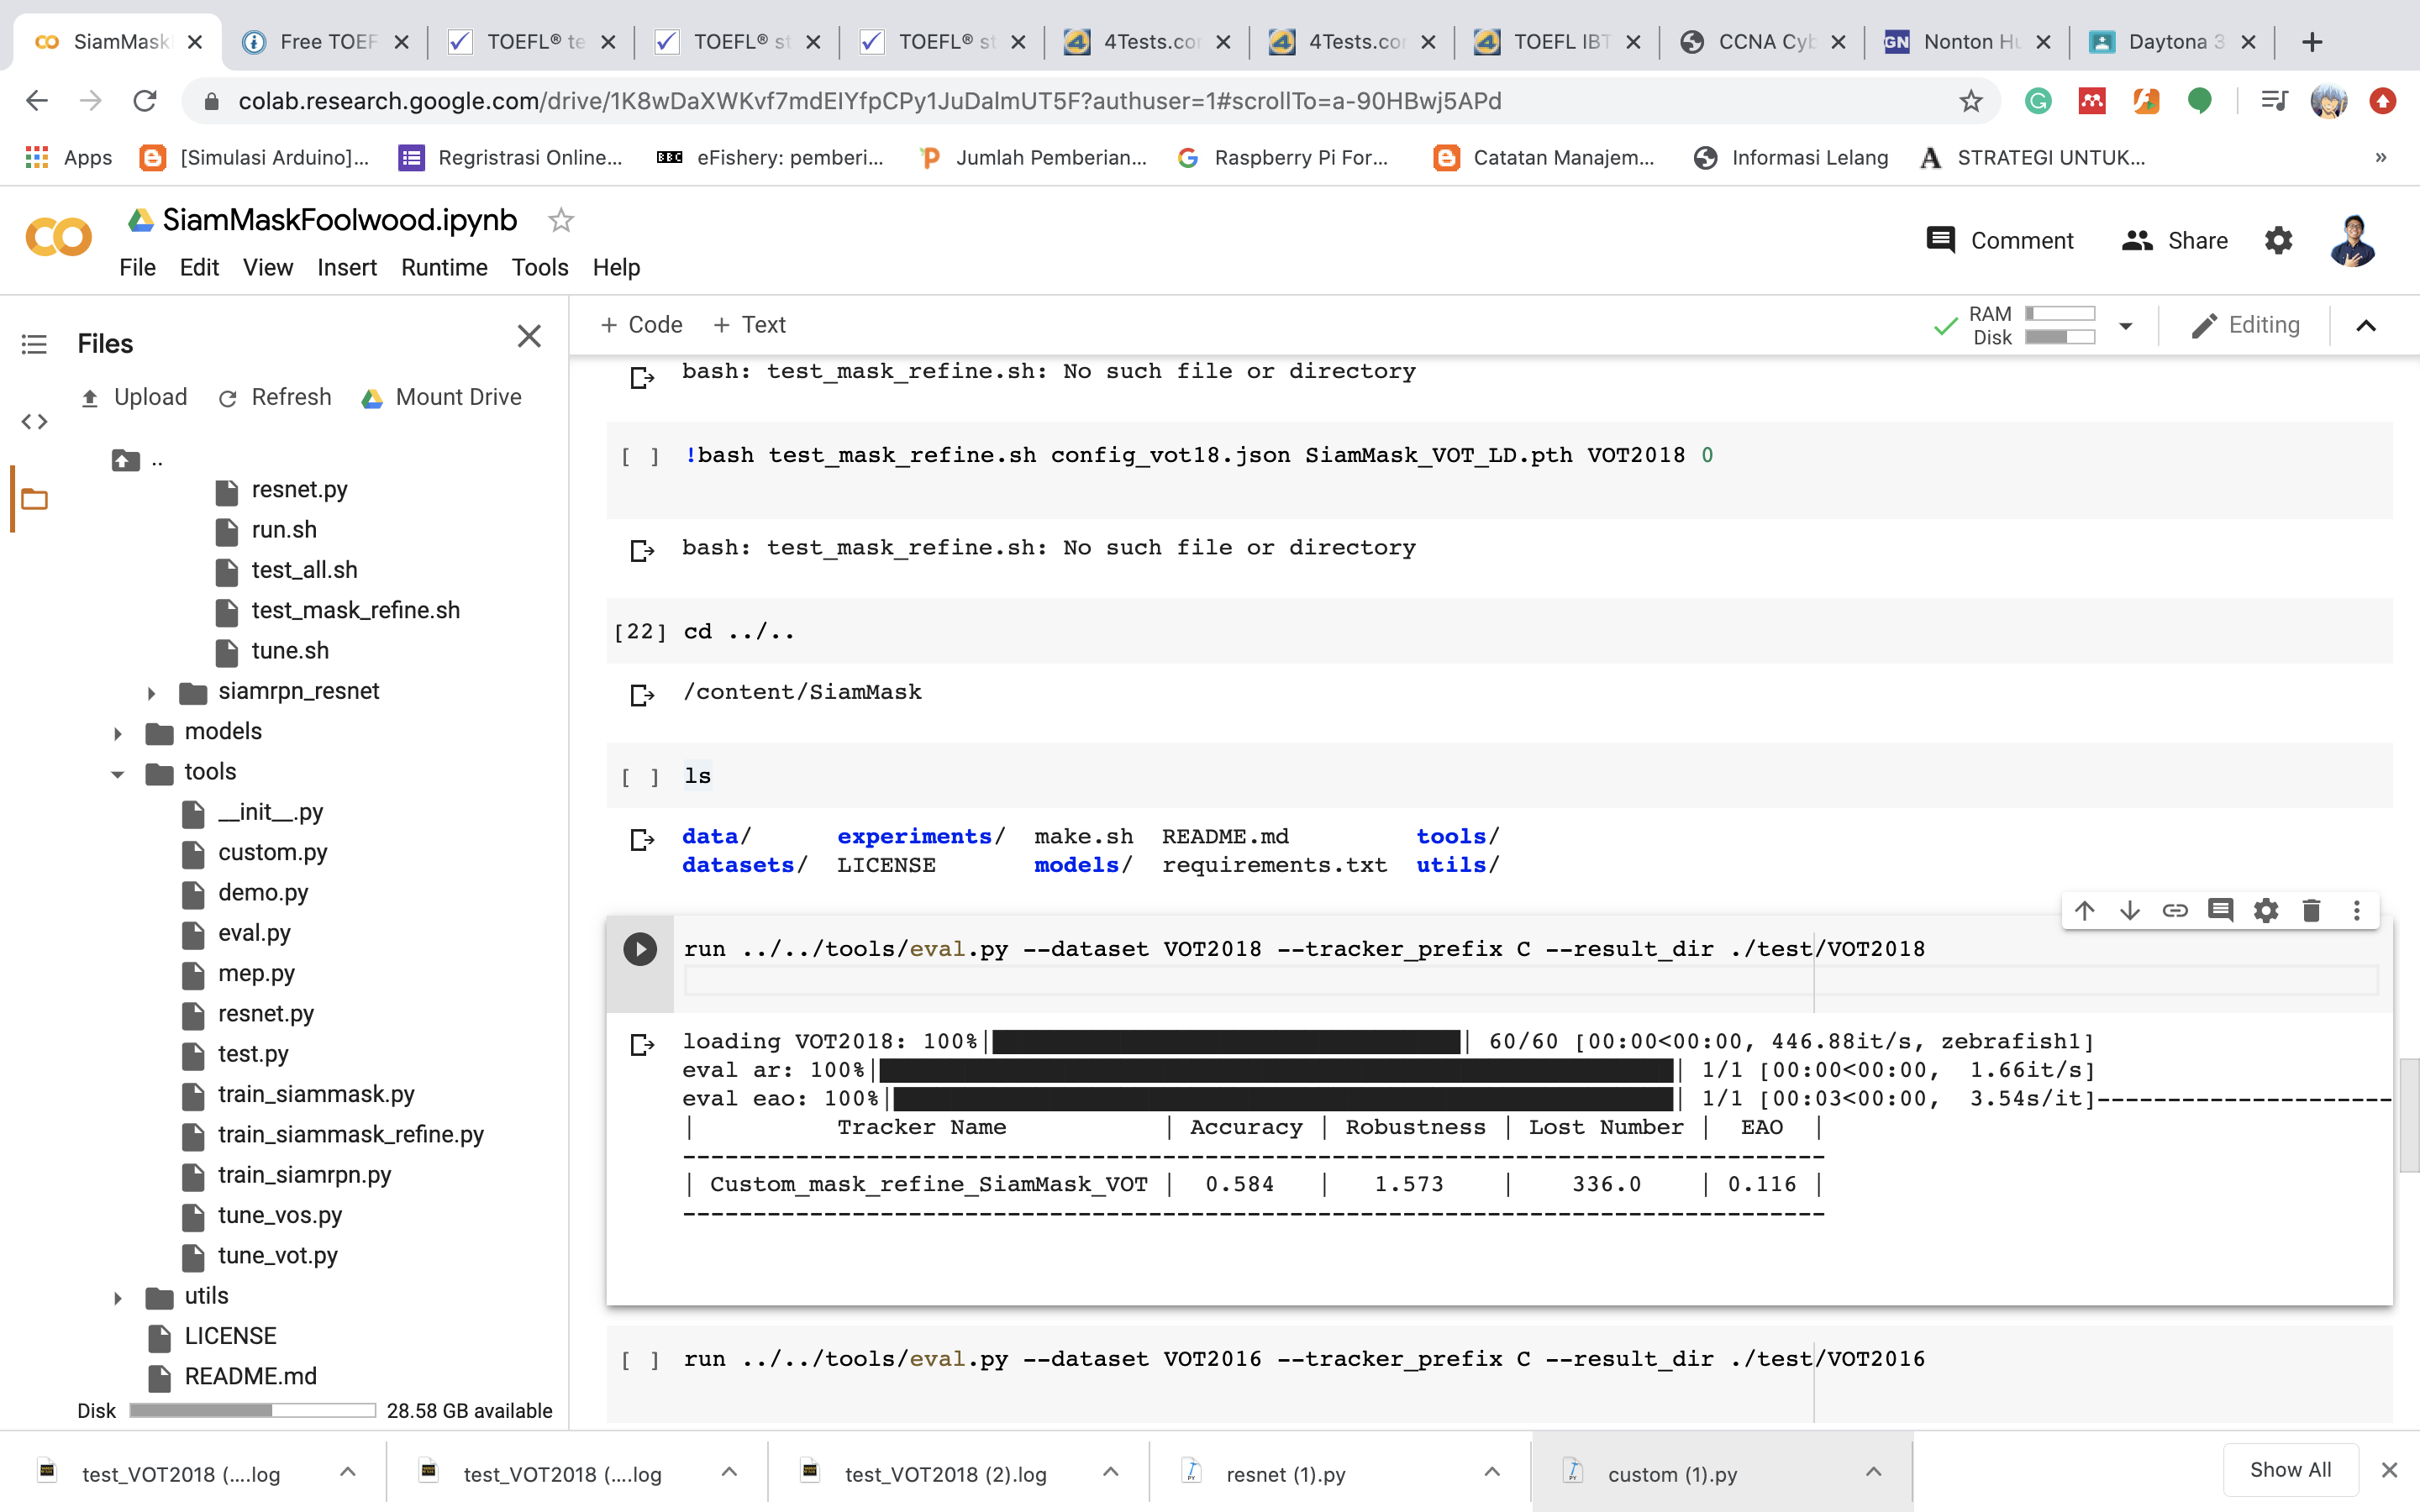 SiamMask
Free TOEF
TOEFL® te
TOEFL® st
TOEFL® st
4Tests.co
4Tests.co
TOEFL IBT
CCNA Cy
GN Nonton Hu
Daytona 3
colab.research.google.com/drive/1K8wDaXWKvf7mdEIYfpCPy1JuDalmUT5F?authuser=1#scrollTo=a-90HBwj5APd
Apps
[Simulasi Arduino]...
Regristrasi Online...
BBC eFishery: pemberi...
Jumlah Pemberian...
Raspberry Pi For...
Catatan Manajem...
Informasi Lelang
STRATEGI UNTUK...
»
SiamMaskFoolwood.ipynb
File Edit View Insert Runtime Tools Help
Comment
Share
Files
Upload Refresh Mount Drive
..
resnet.py
run.sh
test_all.sh
test_mask_refine.sh
tune.sh
siamrpn_resnet
models
tools
__init__.py
custom.py
demo.py
eval.py
mep.py
resnet.py
test.py
train_siammask.py
train_siammask_refine.py
train_siamrpn.py
tune_vos.py
tune_vot.py
utils
LICENSE
README.md
Disk 28.58 GB available
+ Code + Text
RAM
Disk
Editing
bash: test_mask_refine.sh: No such file or directory
[ ] !bash test_mask_refine.sh config_vot18.json SiamMask_VOT_LD.pth VOT2018 0
bash: test_mask_refine.sh: No such file or directory
[22] cd ../..
/content/SiamMask
[ ] ls
data/ experiments/ make.sh README.md tools/
datasets/ LICENSE models/ requirements.txt utils/
run ../../tools/eval.py --dataset VOT2018 --tracker_prefix C --result_dir ./test/VOT2018
loading VOT2018: 100%|██████████| 60/60 [00:00<00:00, 446.88it/s, zebrafish1]
eval ar: 100%|██████████| 1/1 [00:00<00:00, 1.66it/s]
eval eao: 100%|██████████| 1/1 [00:03<00:00, 3.54s/it]---------------------
| Tracker Name | Accuracy | Robustness | Lost Number | EAO |
---------------------------------------------------------------------------------
| Custom_mask_refine_SiamMask_VOT | 0.584 | 1.573 | 336.0 | 0.116 |
---------------------------------------------------------------------------------
[ ] run ../../tools/eval.py --dataset VOT2016 --tracker_prefix C --result_dir ./test/VOT2016
test_VOT2018 (....log
test_VOT2018 (....log
test_VOT2018 (2).log
resnet (1).py
custom (1).py
Show All